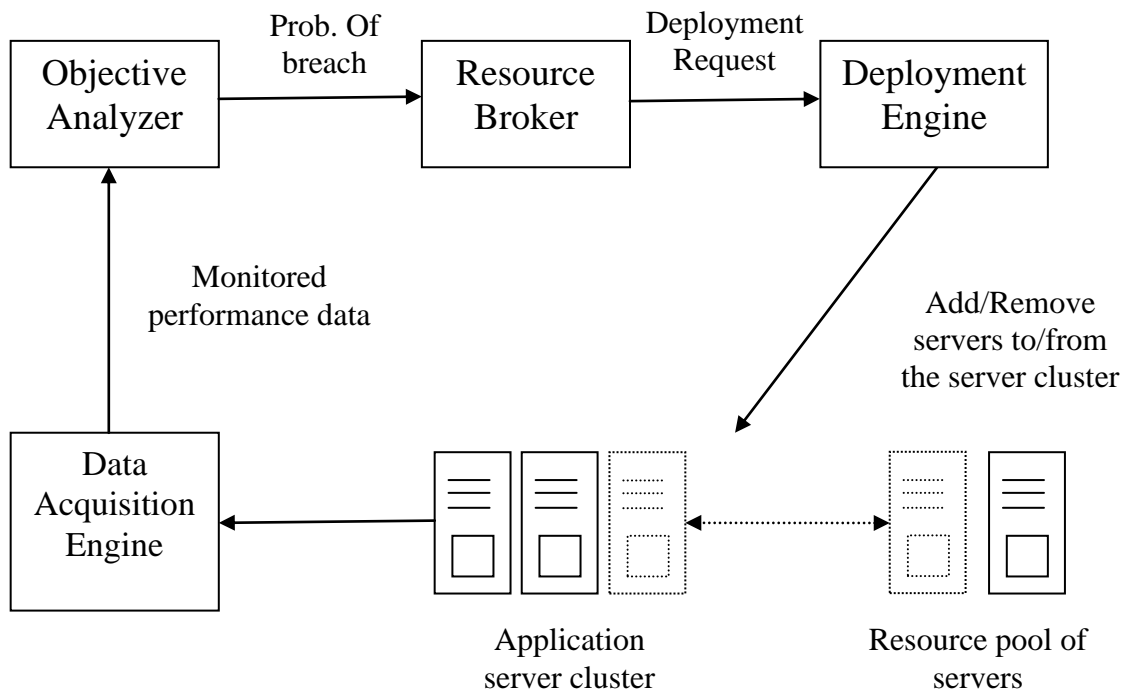 Prob. Of
breach
Deployment
Request
Objective
Analyzer
Resource
Broker
Deployment
Engine
Monitored
performance data
Add/Remove
servers to/from
the server cluster
Data
Acquisition
Engine
Application
server cluster
Resource pool of
servers